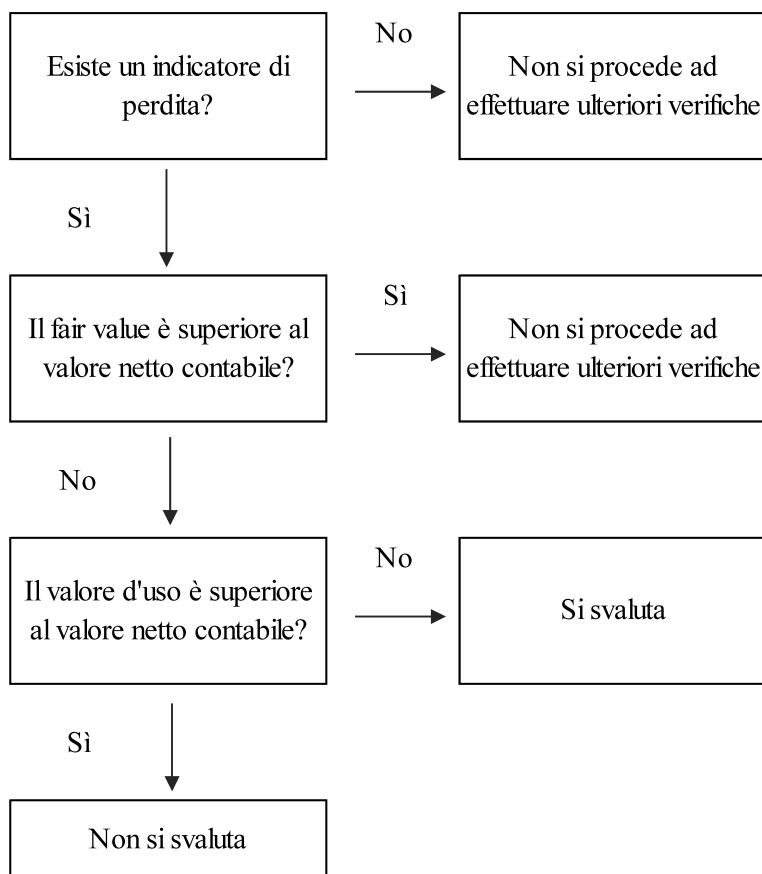 Esiste un indicatore di
perdita?
No
Non si procede ad
effettuare ulteriori verifiche
Sì
Il fair value è superiore al
valore netto contabile?
Sì
Non si procede ad
effettuare ulteriori verifiche
No
Il valore d'uso è superiore
al valore netto contabile?
No
Si svaluta
Sì
Non si svaluta